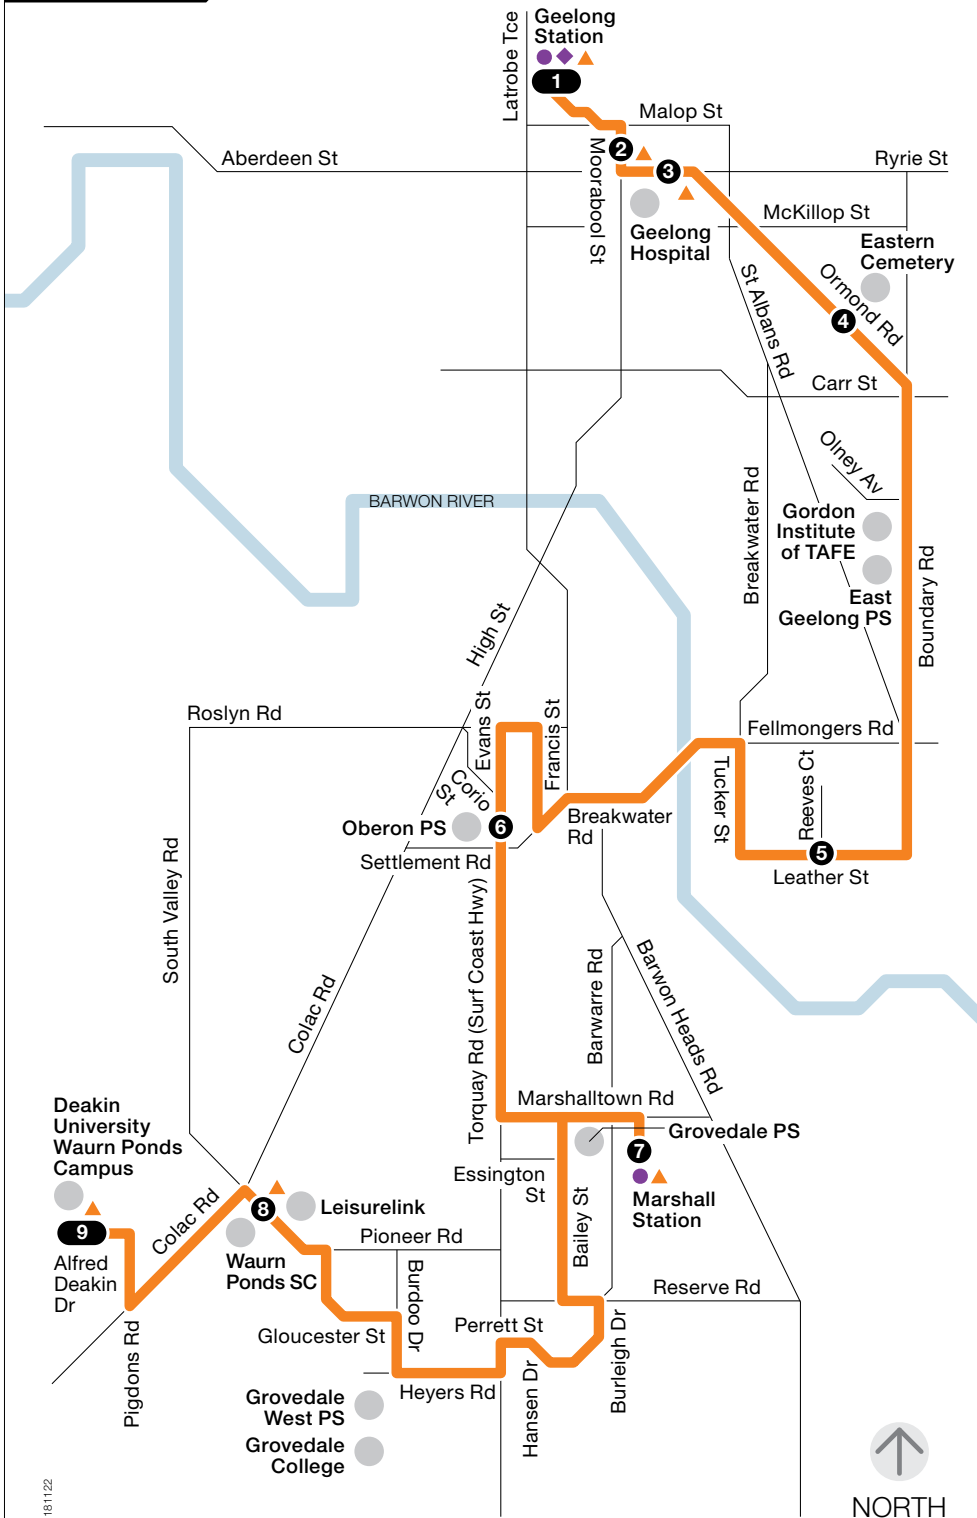 Geelong
Station
Latrobe Tce
1
Malop St
2
Moorabool St
3
Aberdeen St
Ryrie St
McKillop St
Geelong
Hospital
Eastern
Cemetery
St Albans Rd
Ormond Rd
4
Carr St
Olney Av
Breakwater Rd
BARWON RIVER
Gordon
Institute
of TAFE
East
Geelong PS
Boundary Rd
High St
Roslyn Rd
Evans St
Francis St
Fellmongers Rd
Corio
St
Tucker St
Reeves Ct
Oberon PS
6
Breakwater
Rd
Settlement Rd
5
Leather St
South Valley Rd
Colac Rd
Torquay Rd (Surf Coast Hwy)
Barwarre Rd
Barwon Heads Rd
Marshalltown Rd
Deakin
University
Waurn Ponds
Campus
Grovedale PS
7
Essington
St
Marshall
Station
Bailey St
8
Leisurelink
9
Colac Rd
Pioneer Rd
Alfred
Deakin
Dr
Waurn
Ponds SC
Burdoo Dr
Reserve Rd
Pigdons Rd
Gloucester St
Perrett St
Burleigh Dr
Heyers Rd
Hansen Dr
Grovedale
West PS
Grovedale
College
181122
NORTH